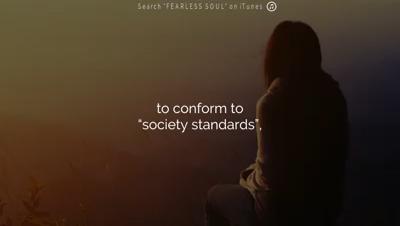 Search "FEARLESS SOUL" on iTunes
to conform to
“society standards”,